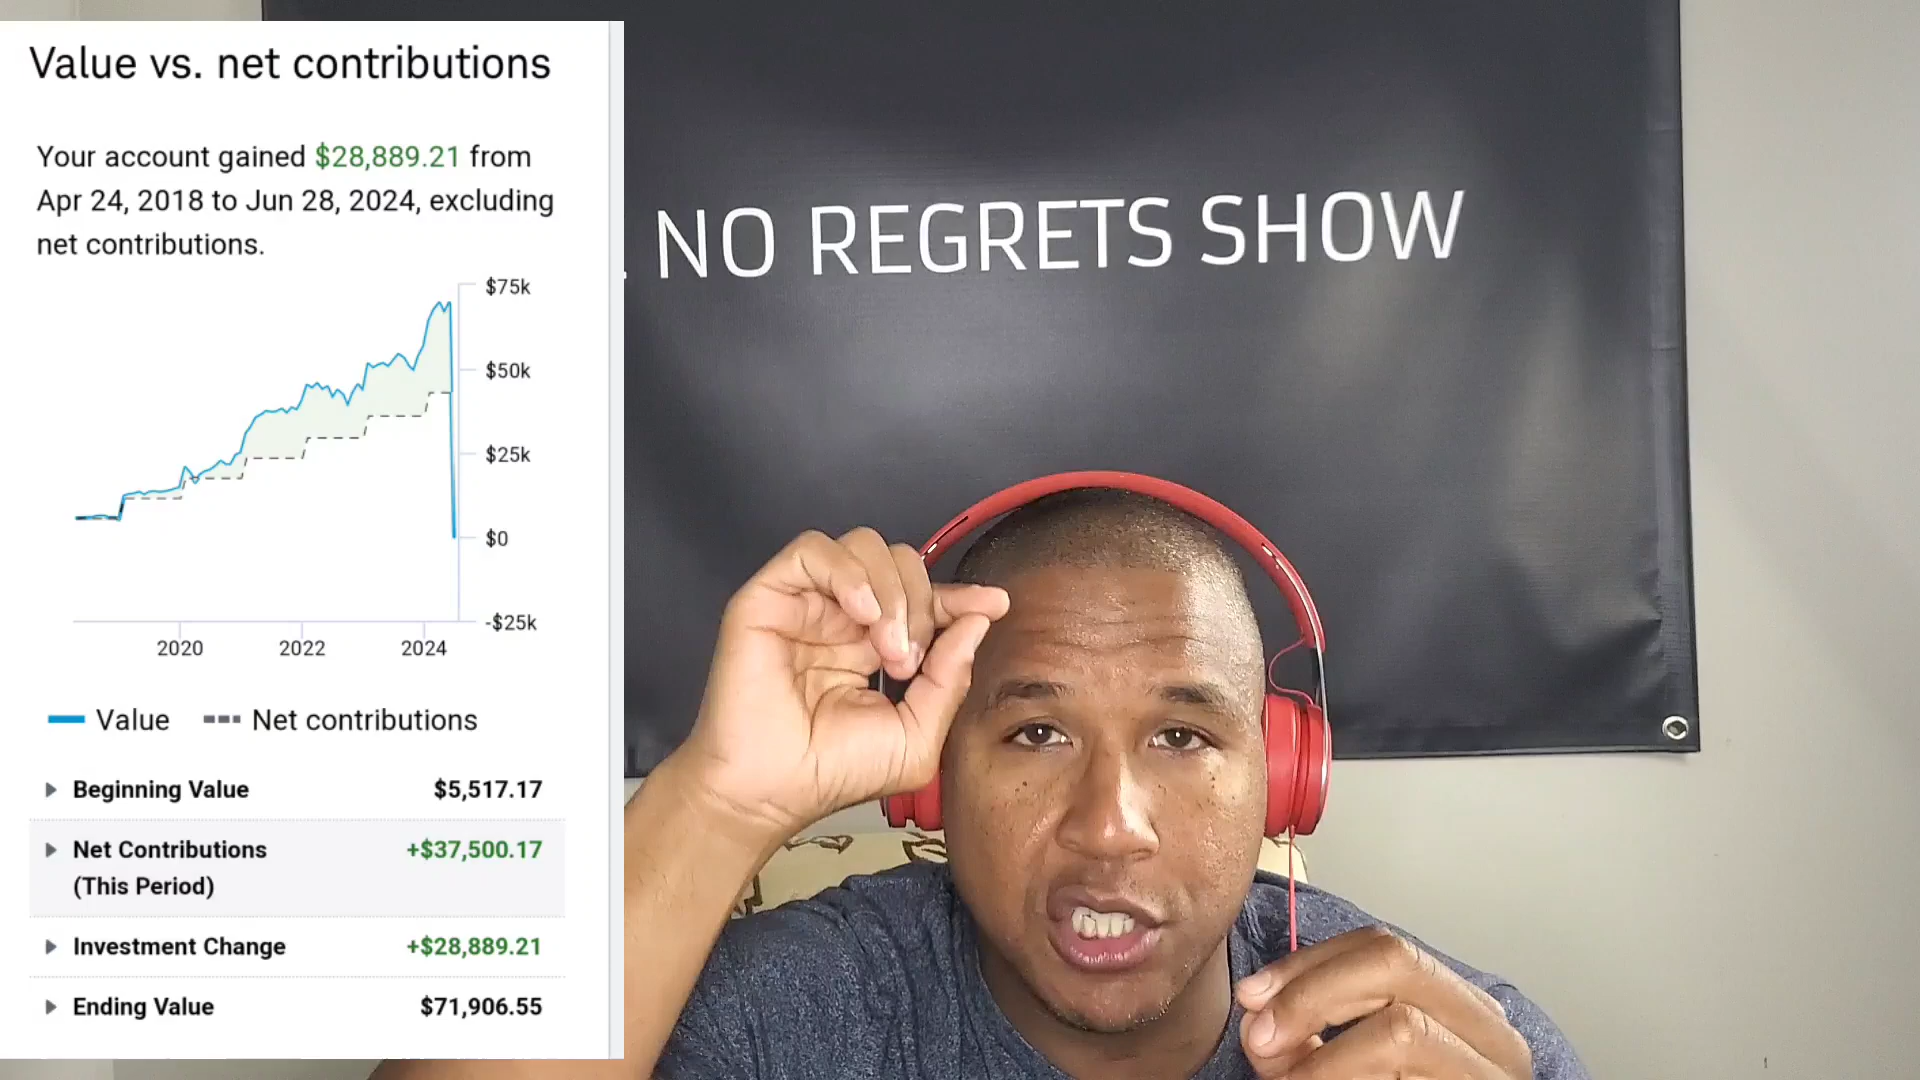 Value vs. net contributions
Your account gained $28,889.21 from
Apr 24, 2018 to Jun 28, 2024, excluding
net contributions.
$75k
$50k
$25k
$0
-$25k
2020 2022 2024
Value Net contributions
Beginning Value $5,517.17
Net Contributions +$37,500.17
(This Period)
Investment Change +$28,889.21
Ending Value $71,906.55
NO REGRETS SHOW